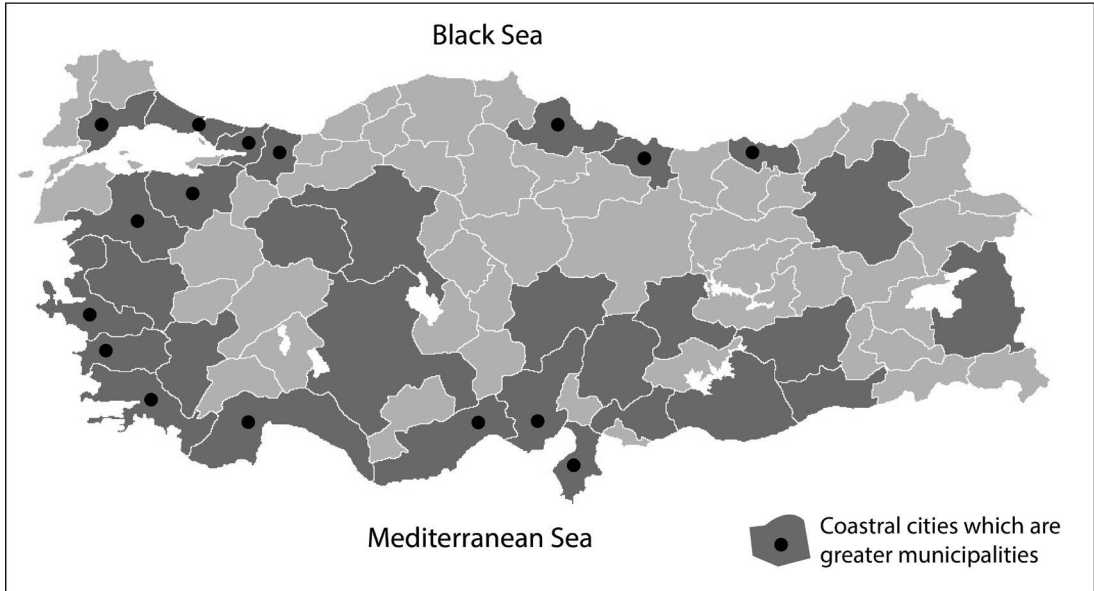 Black Sea
Mediterranean Sea
Coastral cities which are
greater municipalities